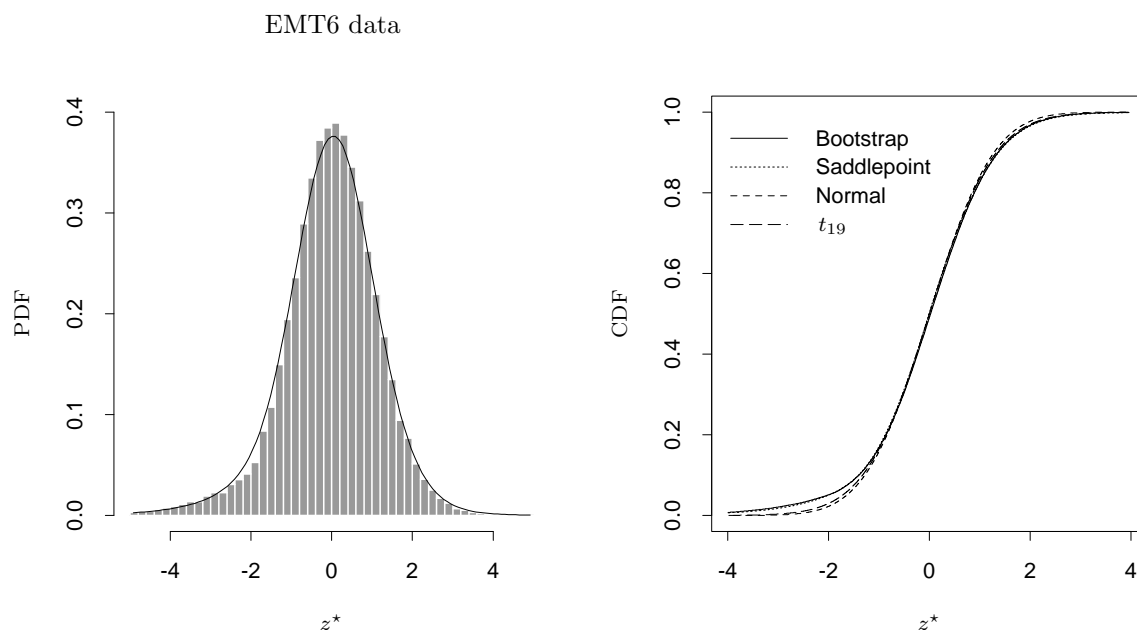 EMT6 data
PDF
0.0
0.1
0.2
0.3
0.4
-4 -2 0 2 4
z⋆
CDF
0.0
0.2
0.4
0.6
0.8
1.0
Bootstrap
Saddlepoint
Normal
t₁₉
-4 -2 0 2 4
z⋆